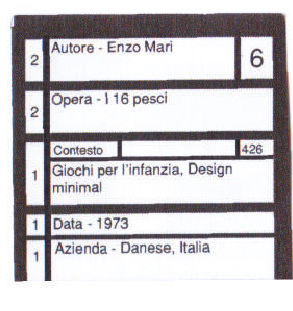 2 Autore - Enzo Mari 6
2 Opera - I 16 pesci
Contesto 426
1 Giochi per l'infanzia, Design
minimal
1 Data - 1973
1 Azienda - Danese, Italia